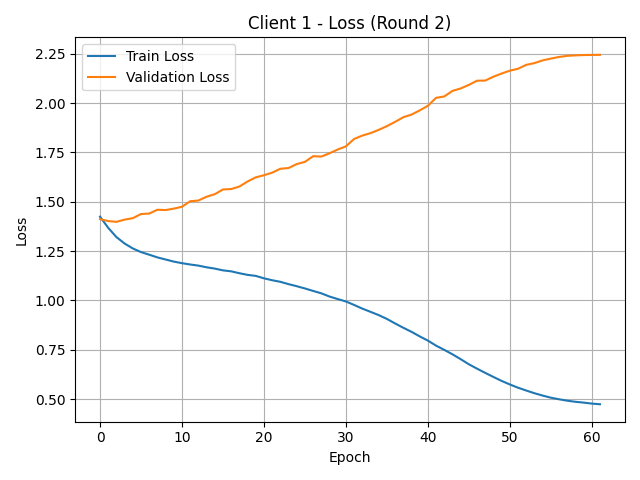 Client 1 - Loss (Round 2)
Train Loss
Validation Loss
2.25
2.00
1.75
1.50
1.25
1.00
0.75
0.50
Loss
0 10 20 30 40 50 60
Epoch